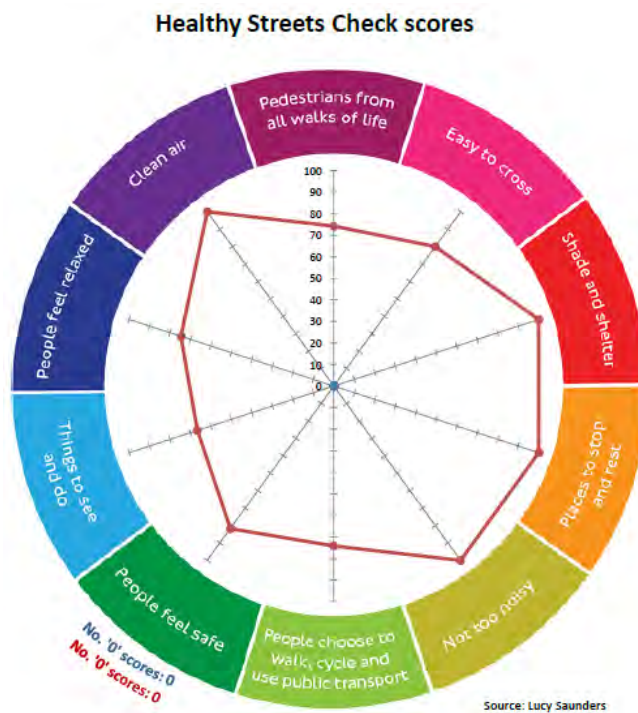 Healthy Streets Check scores
Pedestrians from
all walks of life
Easy to cross
Shade and shelter
Places to stop
and rest
Not too noisy
People choose to
walk, cycle and
use public transport
People feel safe
Things to see
and do
People feel relaxed
Clean air
100
90
80
70
60
50
40
30
20
10
0
No. '0' scores: 0
No. '0' scores: 0
Source: Lucy Saunders